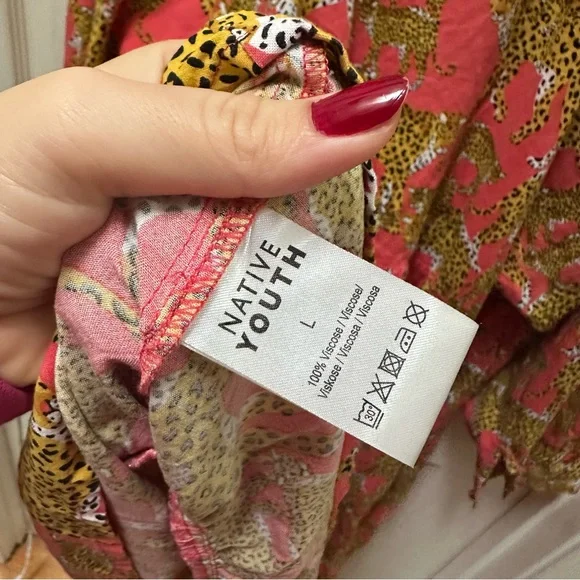 NATIVE
YOUTH
L
100% Viscose / Viscose/
Viskose / Viscosa / Viscosa
30°